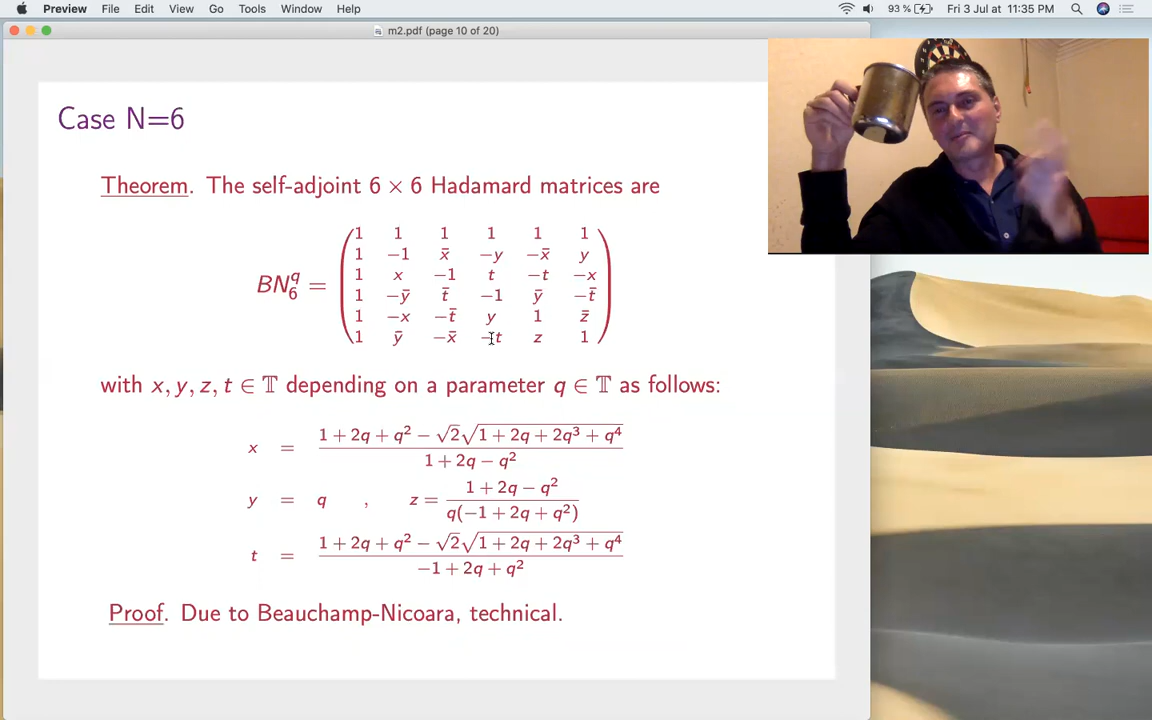 Preview File Edit View Go Tools Window Help 93 % Fri 3 Jul at 11:35 PM
m2.pdf (page 10 of 20)
Case N=6
Theorem. The self-adjoint 6 × 6 Hadamard matrices are
1 1 1 1 1 1
1 −1 x̄ −y −x̄ y
1 x −1 t −t −x
BN₆^q = 1 −ȳ t̄ −1 ȳ −t̄
1 −x −t̄ y 1 z̄
1 ȳ −x̄ −t z 1
with x, y, z, t ∈ 𝕋 depending on a parameter q ∈ 𝕋 as follows:
x = (1 + 2q + q² − √2√(1 + 2q + 2q³ + q⁴)) / (1 + 2q − q²)
y = q , z = (1 + 2q − q²) / (q(−1 + 2q + q²))
t = (1 + 2q + q² − √2√(1 + 2q + 2q³ + q⁴)) / (−1 + 2q + q²)
Proof. Due to Beauchamp-Nicoara, technical.